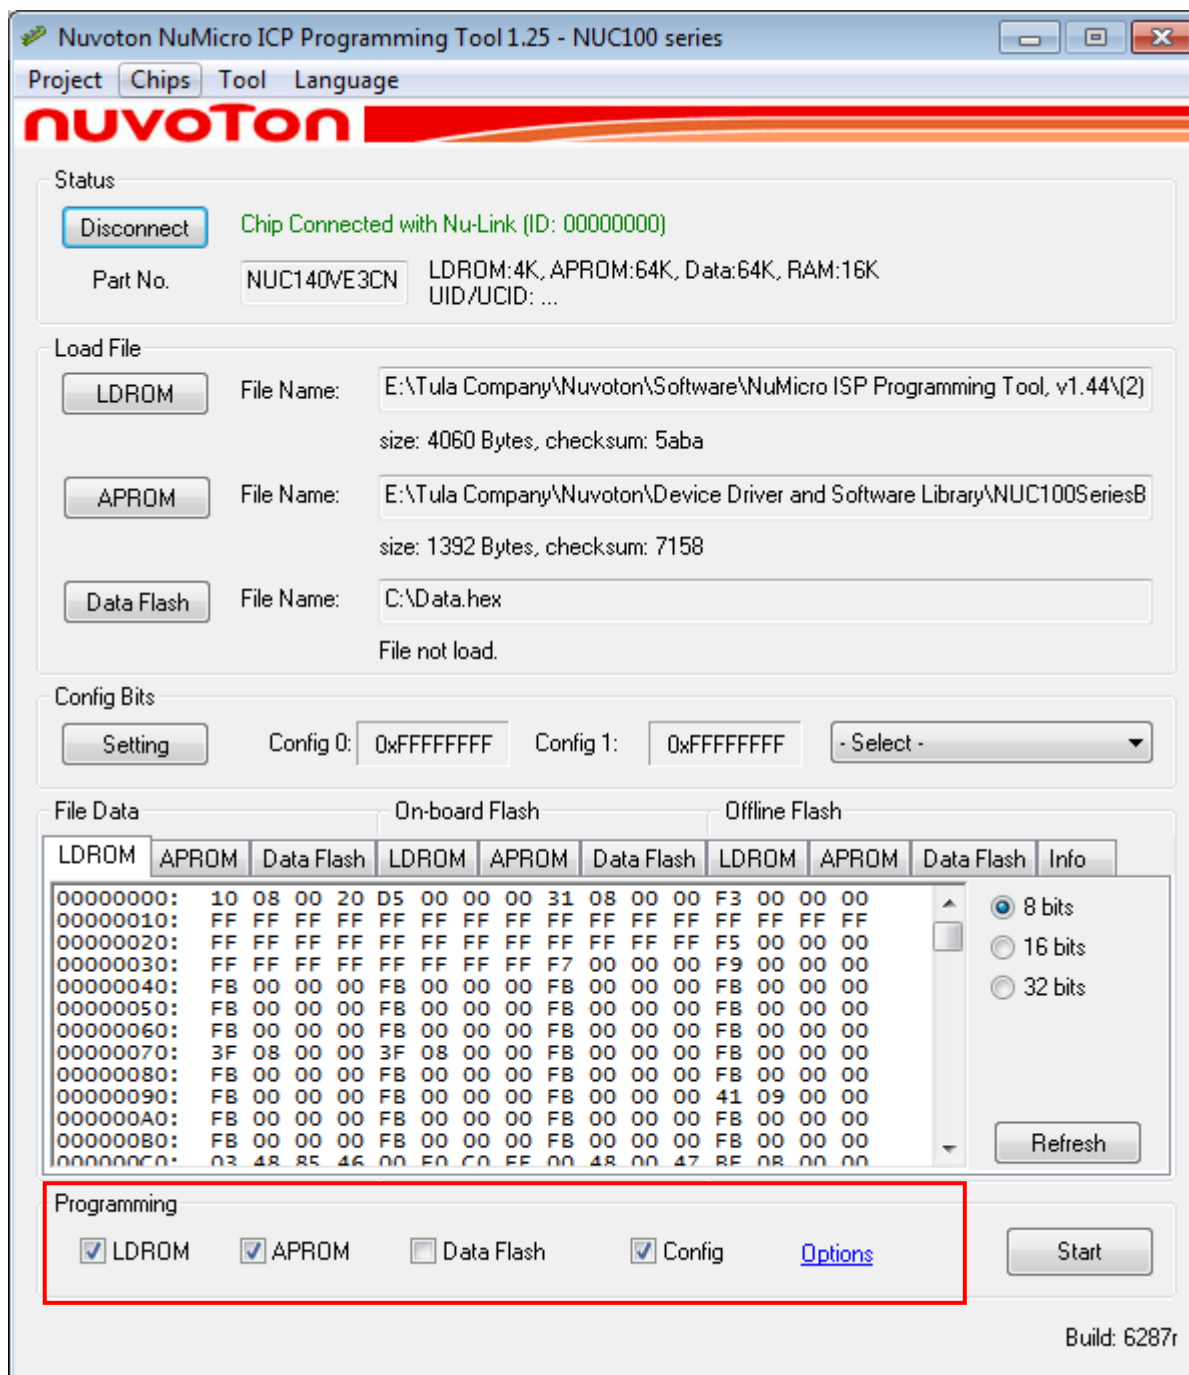 Nuvoton NuMicro ICP Programming Tool 1.25 - NUC100 series
Project Chips Tool Language
nuvoTon
Status
Disconnect Chip Connected with Nu-Link (ID: 00000000)
Part No. NUC140VE3CN LDROM:4K, APROM:64K, Data:64K, RAM:16K
UID/UCID: ...
Load File
LDROM File Name: E:\Tula Company\Nuvoton\Software\NuMicro ISP Programming Tool, v1.44\(2)
size: 4060 Bytes, checksum: 5aba
APROM File Name: E:\Tula Company\Nuvoton\Device Driver and Software Library\NUC100SeriesB
size: 1392 Bytes, checksum: 7158
Data Flash File Name: C:\Data.hex
File not load.
Config Bits
Setting Config 0: 0xFFFFFFFF Config 1: 0xFFFFFFFF - Select -
File Data On-board Flash Offline Flash
LDROM APROM Data Flash LDROM APROM Data Flash LDROM APROM Data Flash Info
00000000: 10 08 00 20 D5 00 00 00 31 08 00 00 F3 00 00 00
00000010: FF FF FF FF FF FF FF FF FF FF FF FF FF FF FF FF
00000020: FF FF FF FF FF FF FF FF FF FF FF FF F5 00 00 00
00000030: FF FF FF FF FF FF FF FF F7 00 00 00 F9 00 00 00
00000040: FB 00 00 00 FB 00 00 00 FB 00 00 00 FB 00 00 00
00000050: FB 00 00 00 FB 00 00 00 FB 00 00 00 FB 00 00 00
00000060: FB 00 00 00 FB 00 00 00 FB 00 00 00 FB 00 00 00
00000070: 3F 08 00 00 3F 08 00 00 FB 00 00 00 FB 00 00 00
00000080: FB 00 00 00 FB 00 00 00 FB 00 00 00 FB 00 00 00
00000090: FB 00 00 00 FB 00 00 00 FB 00 00 00 41 09 00 00
000000A0: FB 00 00 00 FB 00 00 00 FB 00 00 00 FB 00 00 00
000000B0: FB 00 00 00 FB 00 00 00 FB 00 00 00 FB 00 00 00
000000C0: 03 48 85 46 00 F0 C0 FF 00 48 00 47 BF 0B 00 00
8 bits
16 bits
32 bits
Refresh
Programming
LDROM APROM Data Flash Config Options Start
Build: 6287r